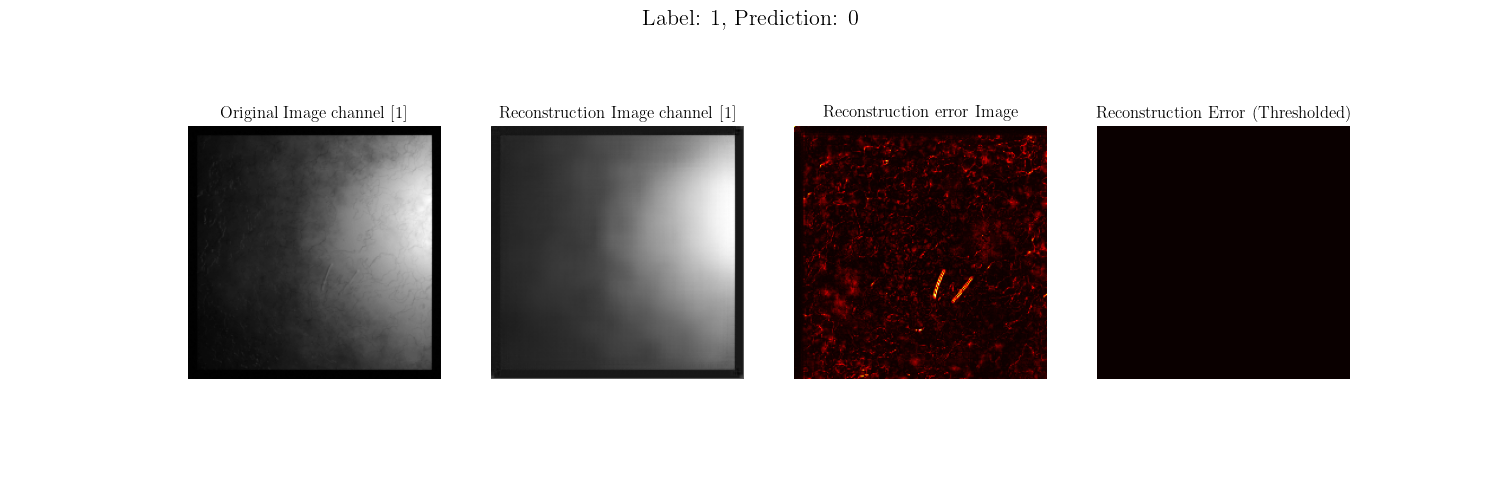 Label: 1, Prediction: 0
Original Image channel [1]
Reconstruction Image channel [1]
Reconstruction error Image
Reconstruction Error (Thresholded)